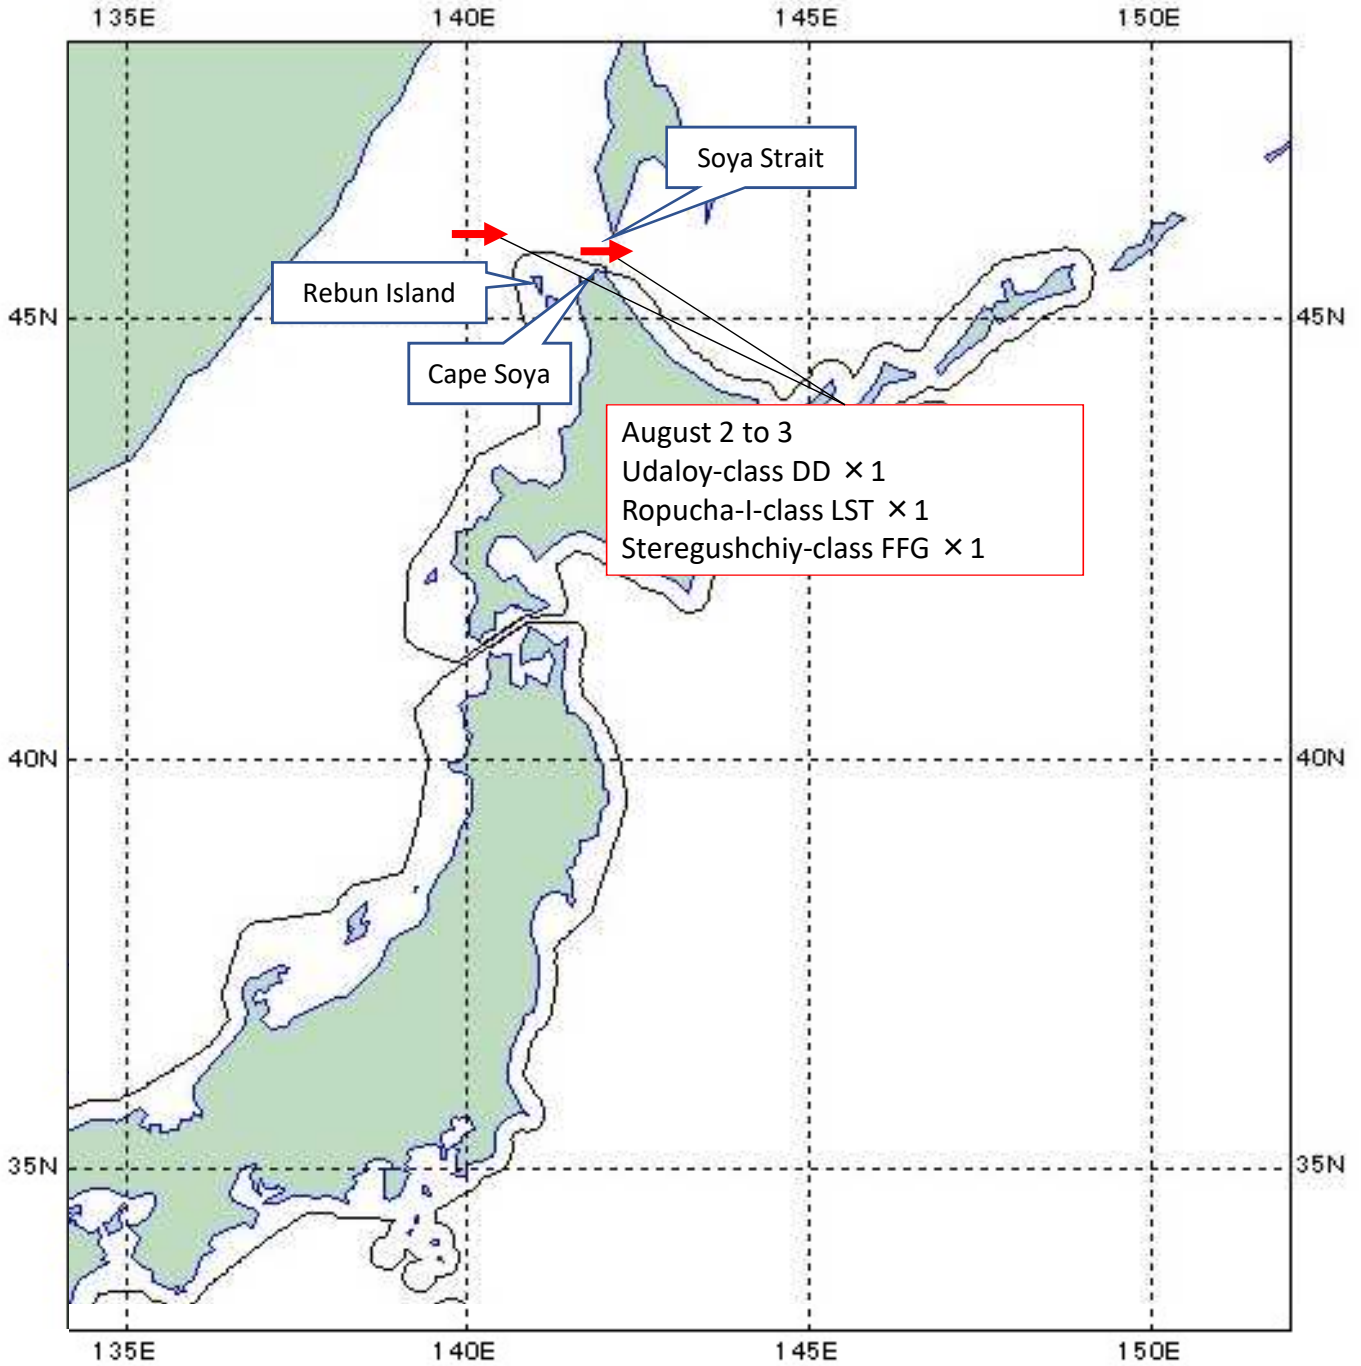 135E 140E 145E 150E
Soya Strait
Rebun Island
45N 45N
Cape Soya
August 2 to 3
Udaloy-class DD ×1
Ropucha-I-class LST ×1
Steregushchiy-class FFG ×1
40N 40N
35N 35N
135E 140E 145E 150E